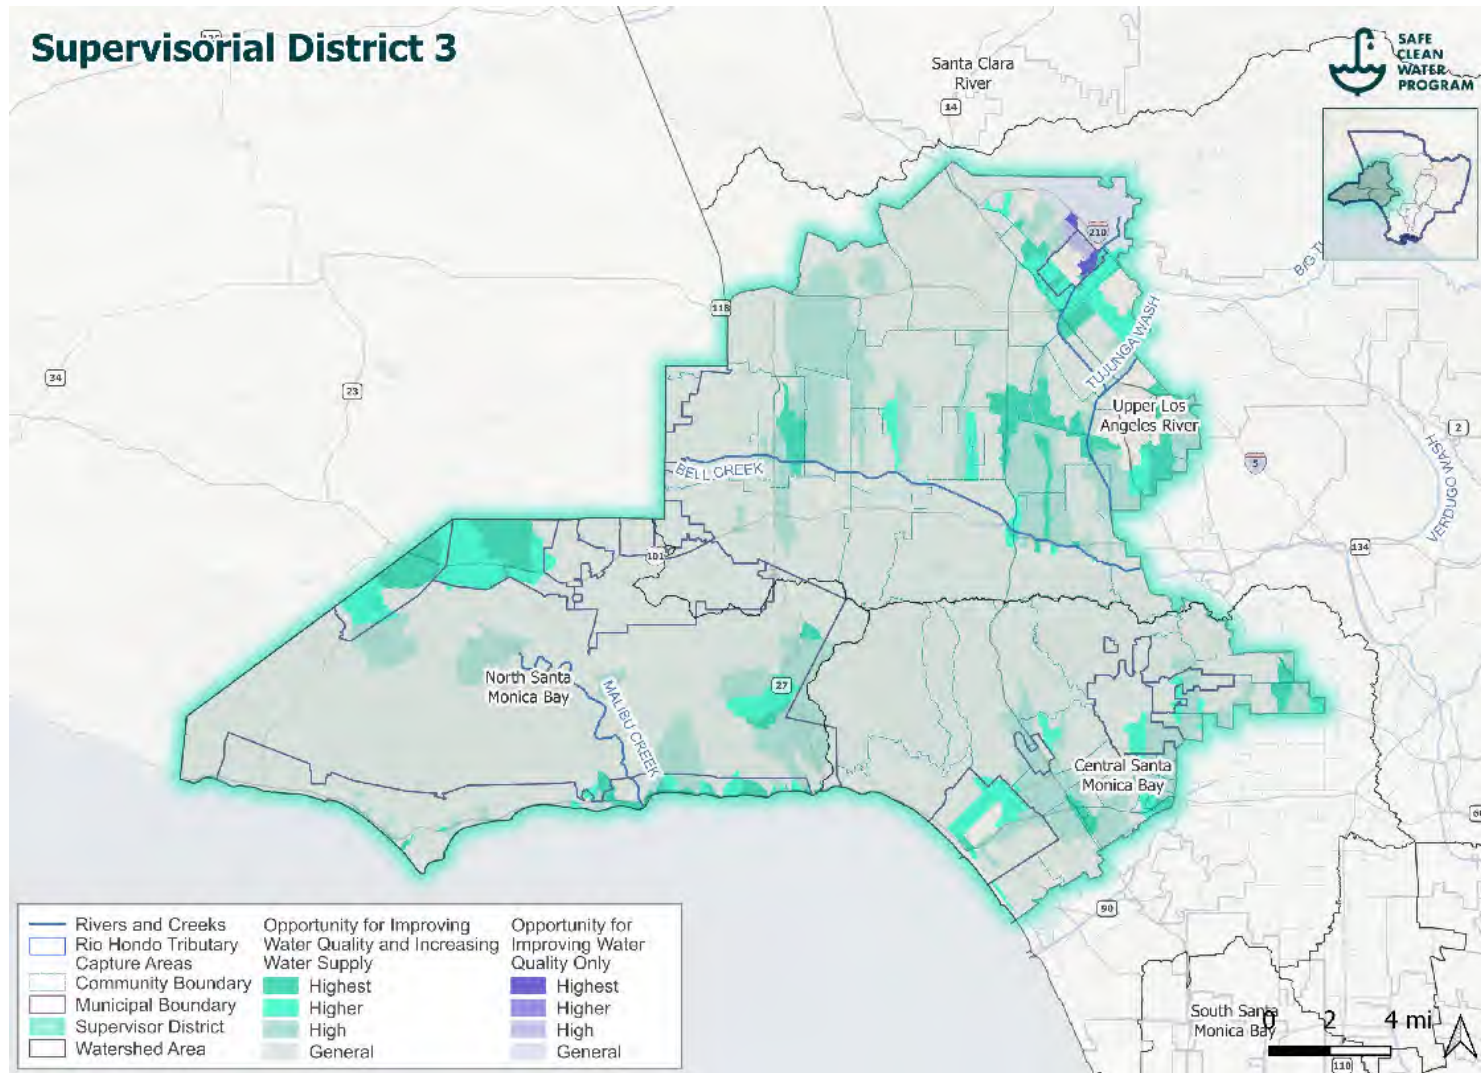 Supervisorial District 3
SAFE
CLEAN
WATER
PROGRAM
Santa Clara
River
14
210
118
34
23
TUJUNGA WASH
Upper Los
Angeles River
2
5
VERDUGO WASH
BELL CREEK
101
134
27
North Santa
Monica Bay
MALIBU CREEK
Central Santa
Monica Bay
90
South Santa
Monica Bay
110
0 2 4 mi
Rivers and Creeks
Rio Hondo Tributary
Capture Areas
Community Boundary
Municipal Boundary
Supervisor District
Watershed Area
Opportunity for Improving
Water Quality and Increasing
Water Supply
Highest
Higher
High
General
Opportunity for
Improving Water
Quality Only
Highest
Higher
High
General